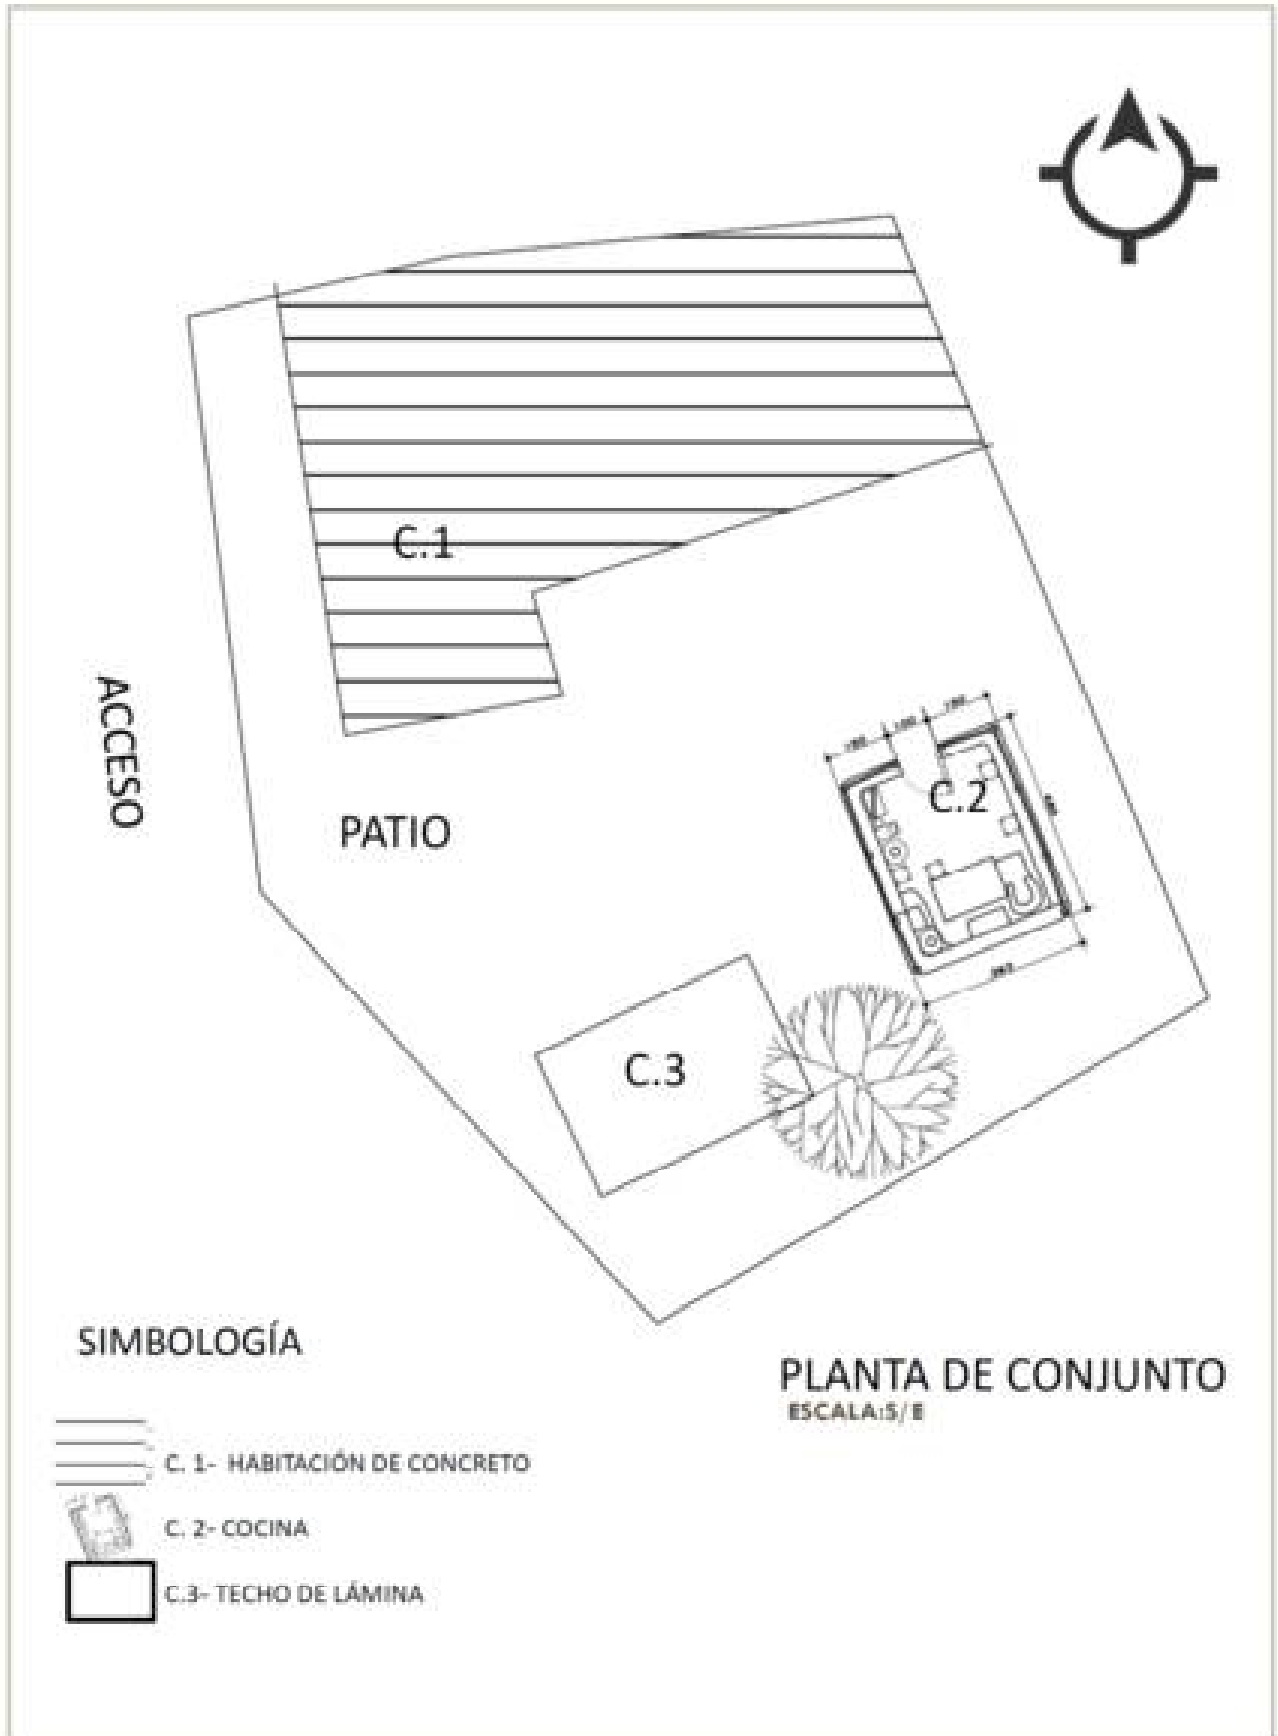 C.1
ACCESO
PATIO
C.2
C.3
SIMBOLOGÍA
PLANTA DE CONJUNTO
ESCALA:S/E
C. 1- HABITACIÓN DE CONCRETO
C. 2- COCINA
C.3- TECHO DE LÁMINA